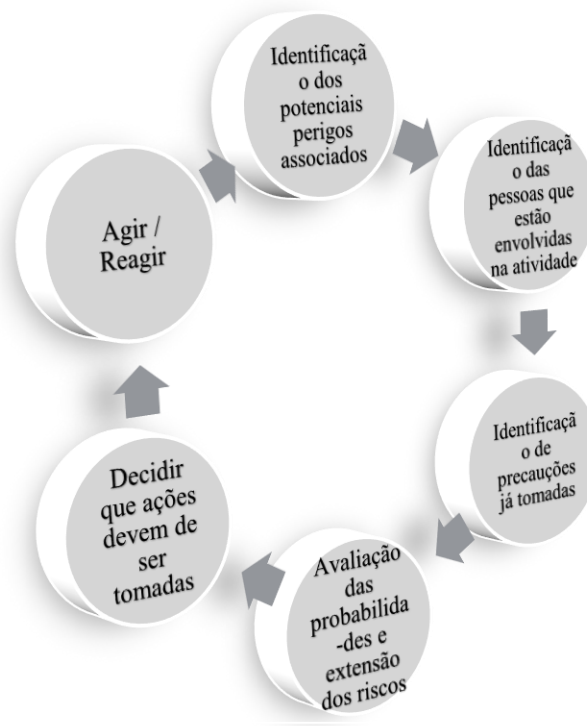 Identificaçã
o dos
potenciais
perigos
associados
Identificaçã
o das
pessoas que
estão
envolvidas
na atividade
Identificaçã
o de
precauções
já tomadas
Avaliação
das
probabilida
-des e
extensão
dos riscos
Decidir
que ações
devem de
ser
tomadas
Agir /
Reagir